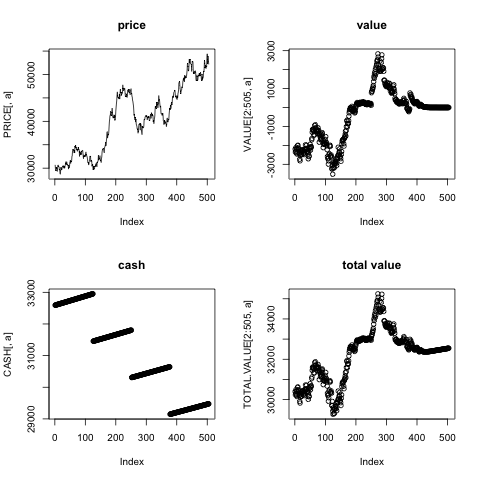 price
PRICE[, a]
50000
40000
30000
0 100 200 300 400 500
Index
value
VALUE[2:505, a]
3000
1000
-1000
-3000
0 100 200 300 400 500
Index
cash
CASH[, a]
33000
31000
29000
0 100 200 300 400 500
Index
total value
TOTAL.VALUE[2:505, a]
34000
32000
30000
0 100 200 300 400 500
Index